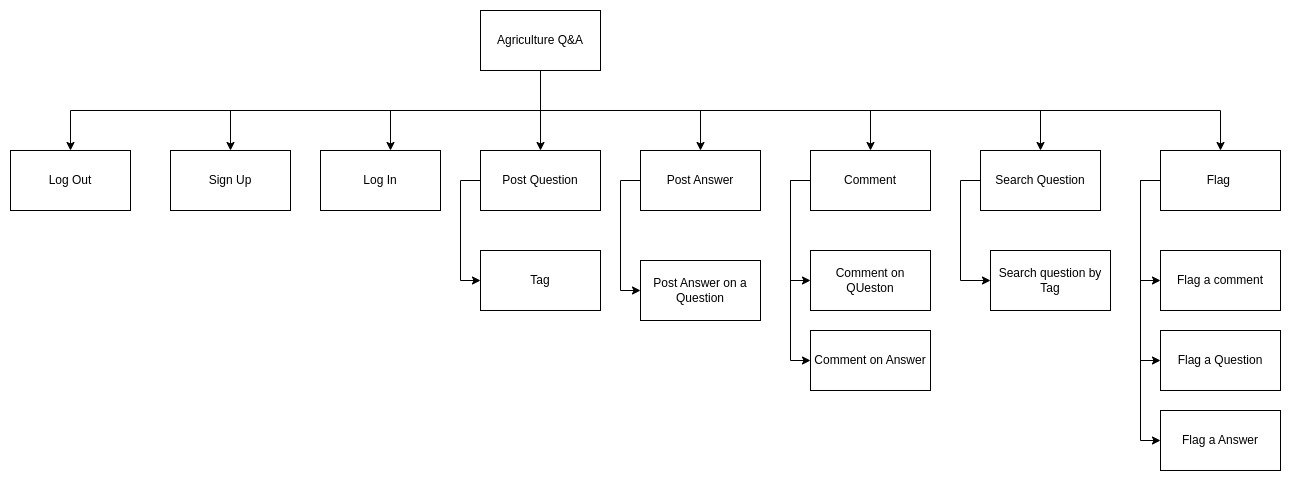 Agriculture Q&A
Log Out
Sign Up
Log In
Post Question
Post Answer
Comment
Search Question
Flag
Tag
Post Answer on a
Question
Comment on
QUeston
Search question by
Tag
Flag a comment
Comment on Answer
Flag a Question
Flag a Answer